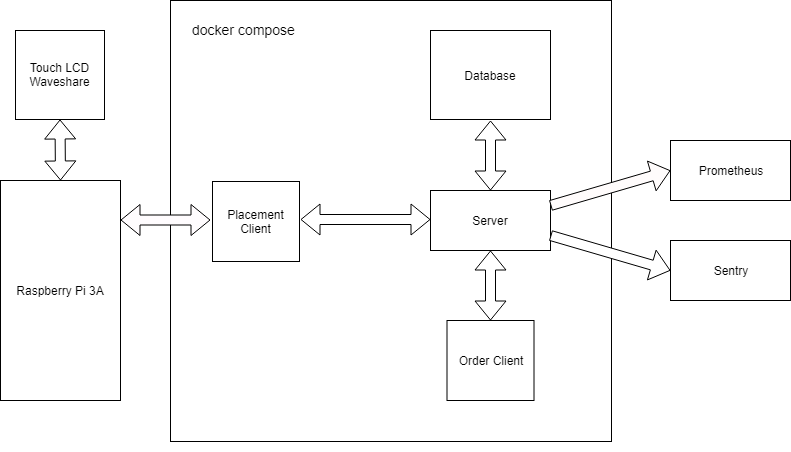 docker compose
Touch LCD
Waveshare
Database
Prometheus
Placement
Client
Server
Sentry
Raspberry Pi 3A
Order Client